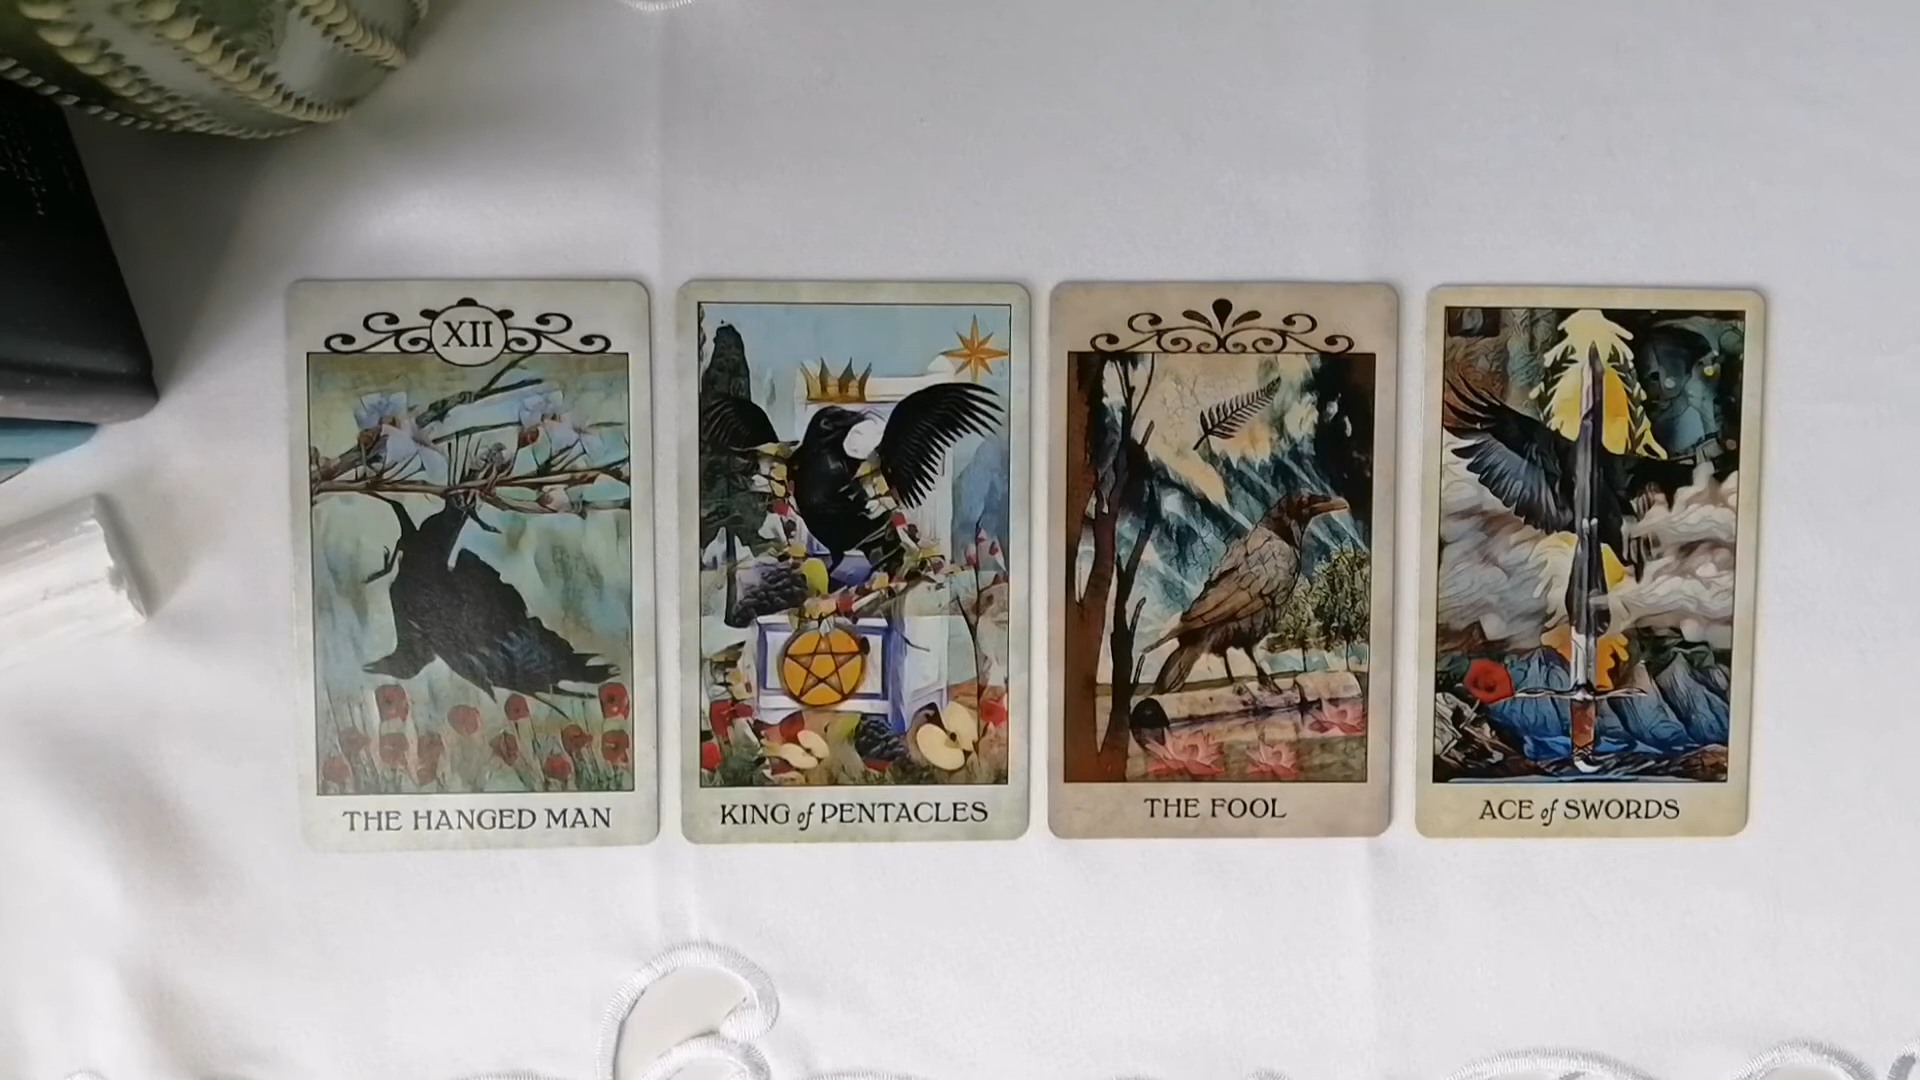 XII
THE HANGED MAN
KING of PENTACLES
THE FOOL
ACE of SWORDS